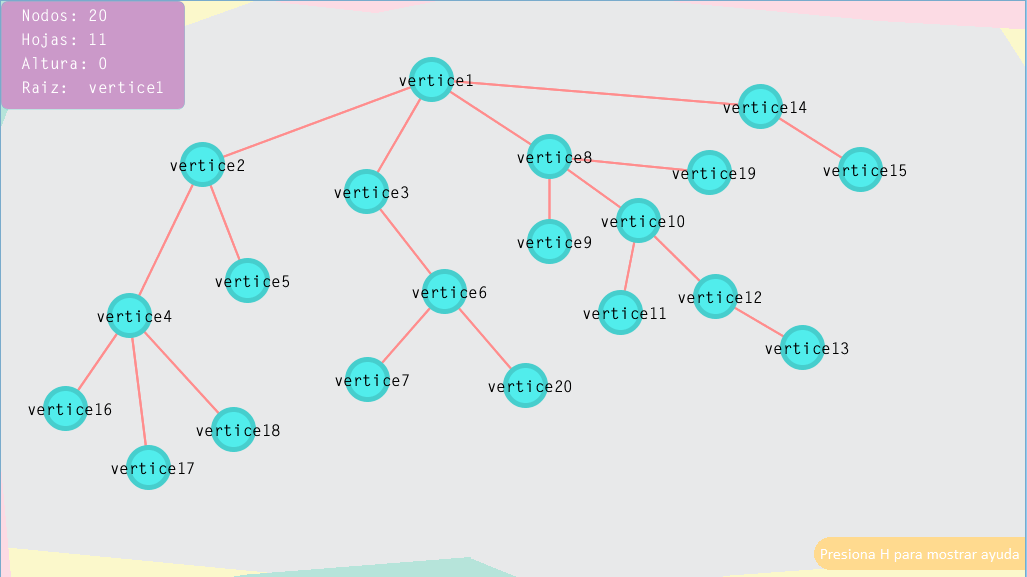 Nodos: 20
Hojas: 11
Altura: 0
Raiz: vertice1
vertice1
vertice14
vertice2
vertice8
vertice19
vertice15
vertice3
vertice10
vertice9
vertice5
vertice6
vertice12
vertice4
vertice11
vertice13
vertice7
vertice20
vertice16
vertice18
vertice17
Presiona H para mostrar ayuda